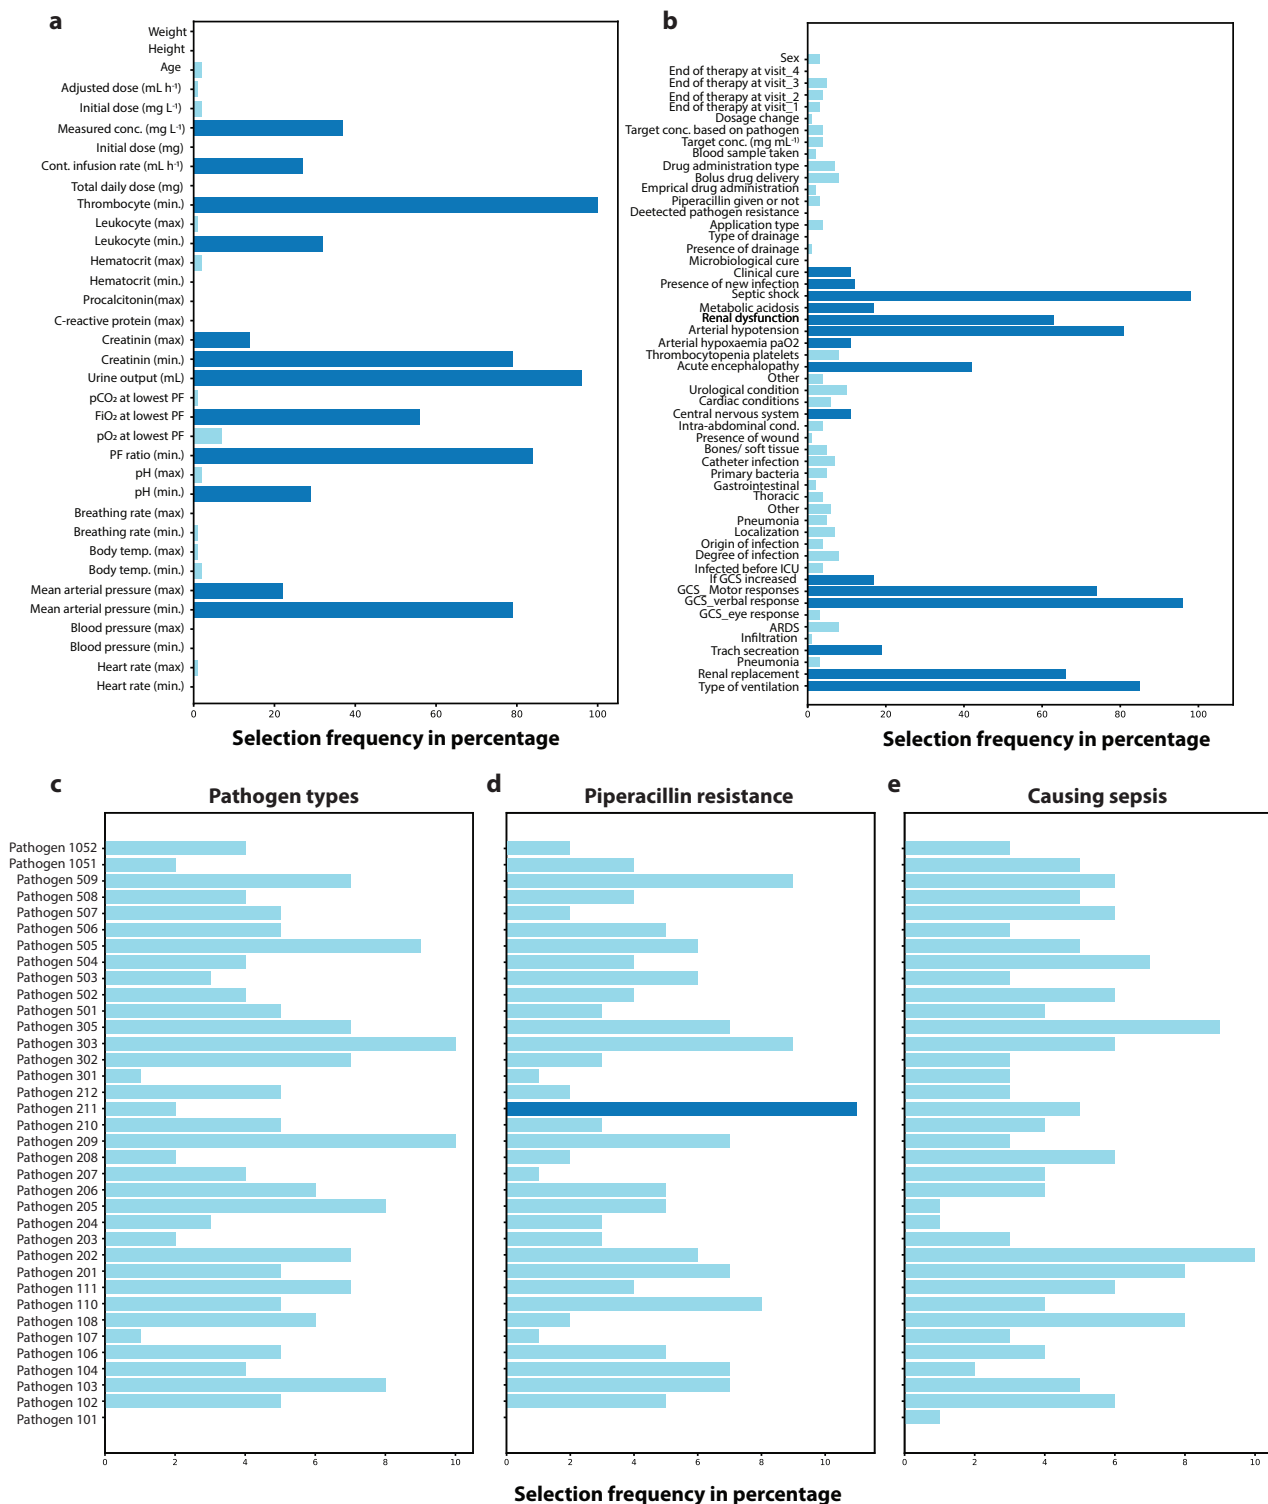 a
Weight
Height
Age
Adjusted dose (mL h⁻¹)
Initial dose (mg L⁻¹)
Measured conc. (mg L⁻¹)
Initial dose (mg)
Cont. infusion rate (mL h⁻¹)
Total daily dose (mg)
Thrombocyte (min.)
Leukocyte (max)
Leukocyte (min.)
Hematocrit (max)
Hematocrit (min.)
Procalcitonin(max)
C-reactive protein (max)
Creatinin (max)
Creatinin (min.)
Urine output (mL)
pCO₂ at lowest PF
FiO₂ at lowest PF
pO₂ at lowest PF
PF ratio (min.)
pH (max)
pH (min.)
Breathing rate (max)
Breathing rate (min.)
Body temp. (max)
Body temp. (min.)
Mean arterial pressure (max)
Mean arterial pressure (min.)
Blood pressure (max)
Blood pressure (min.)
Heart rate (max)
Heart rate (min.)
0 20 40 60 80 100
Selection frequency in percentage
b
Sex
End of therapy at visit_4
End of therapy at visit_3
End of therapy at visit_2
End of therapy at visit_1
Dosage change
Target conc. based on pathogen
Target conc. (mg mL⁻¹)
Blood sample taken
Drug administration type
Bolus drug delivery
Emprical drug administration
Piperacillin given or not
Deetected pathogen resistance
Application type
Type of drainage
Presence of drainage
Microbiological cure
Clinical cure
Presence of new infection
Septic shock
Metabolic acidosis
Renal dysfunction
Arterial hypotension
Arterial hypoxaemia paO2
Thrombocytopenia platelets
Acute encephalopathy
Other
Urological condition
Cardiac conditions
Central nervous system
Intra-abdominal cond.
Presence of wound
Bones/ soft tissue
Catheter infection
Primary bacteria
Gastrointestinal
Thoracic
Other
Pneumonia
Localization
Origin of infection
Degree of infection
Infected before ICU
If GCS increased
GCS_ Motor responses
GCS_verbal response
GCS_eye response
ARDS
Infiltration
Trach secretion
Pneumonia
Renal replacement
Type of ventilation
0 20 40 60 80 100
Selection frequency in percentage
c
Pathogen types
Pathogen 1052
Pathogen 1051
Pathogen 509
Pathogen 508
Pathogen 507
Pathogen 506
Pathogen 505
Pathogen 504
Pathogen 503
Pathogen 502
Pathogen 501
Pathogen 305
Pathogen 303
Pathogen 302
Pathogen 301
Pathogen 212
Pathogen 211
Pathogen 210
Pathogen 209
Pathogen 208
Pathogen 207
Pathogen 206
Pathogen 205
Pathogen 204
Pathogen 203
Pathogen 202
Pathogen 201
Pathogen 111
Pathogen 110
Pathogen 108
Pathogen 107
Pathogen 106
Pathogen 104
Pathogen 103
Pathogen 102
Pathogen 101
0 2 4 6 8 10
d
Piperacillin resistance
0 2 4 6 8 10
e
Causing sepsis
0 2 4 6 8 10
Selection frequency in percentage